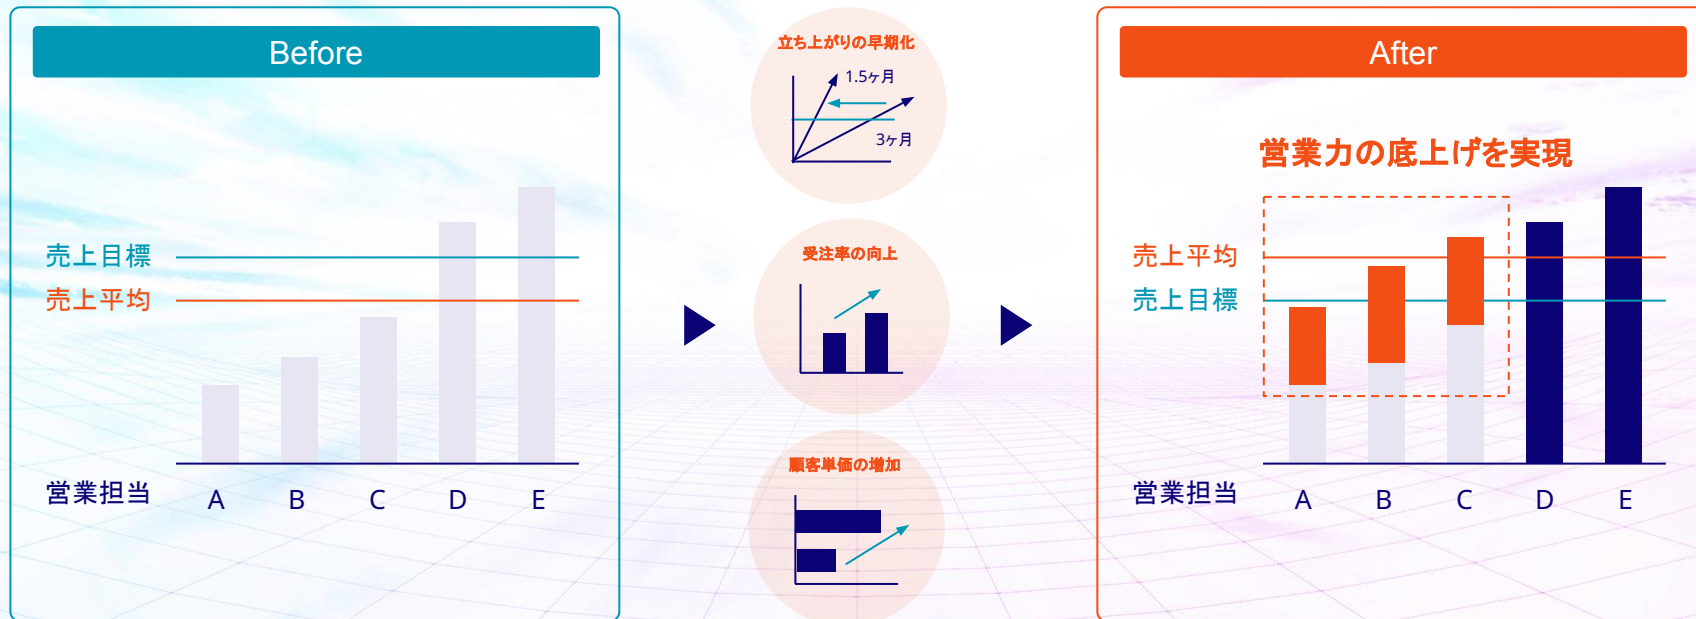 Before
売上目標
売上平均
営業担当 A B C D E
立ち上がりの早期化
1.5ヶ月
3ヶ月
受注率の向上
顧客単価の増加
After
営業力の底上げを実現
売上平均
売上目標
営業担当 A B C D E